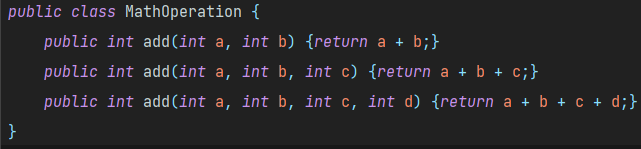 public class MathOperation {
    public int add(int a, int b) {return a + b;}
    public int add(int a, int b, int c) {return a + b + c;}
    public int add(int a, int b, int c, int d) {return a + b + c + d;}
}